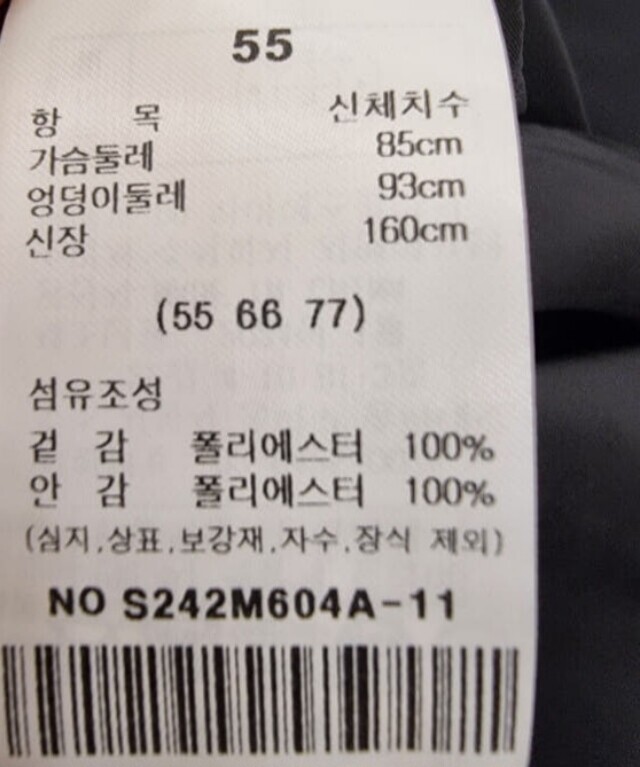 55
항 목 신체치수
가슴둘레 85cm
엉덩이둘레 93cm
신장 160cm
(55 66 77)
섬유조성
겉 감 폴리에스터 100%
안 감 폴리에스터 100%
(심지,상표,보강재,자수,장식 제외)
NO S242M604A-11